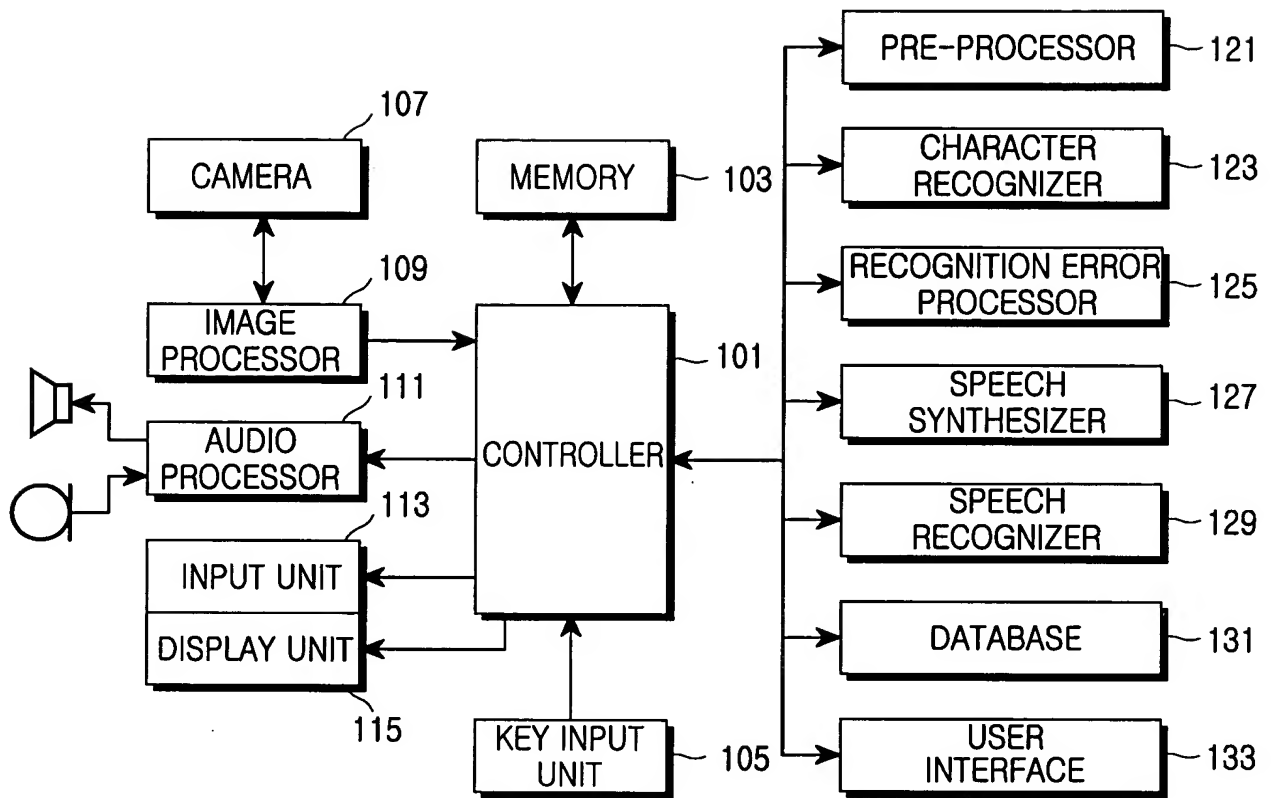 PRE-PROCESSOR
121
107
CAMERA
MEMORY
103
CHARACTER
RECOGNIZER
123
109
IMAGE
PROCESSOR
RECOGNITION ERROR
PROCESSOR
125
101
111
AUDIO
PROCESSOR
CONTROLLER
SPEECH
SYNTHESIZER
127
113
SPEECH
RECOGNIZER
129
INPUT UNIT
DISPLAY UNIT
115
DATABASE
131
KEY INPUT
UNIT
105
USER
INTERFACE
133